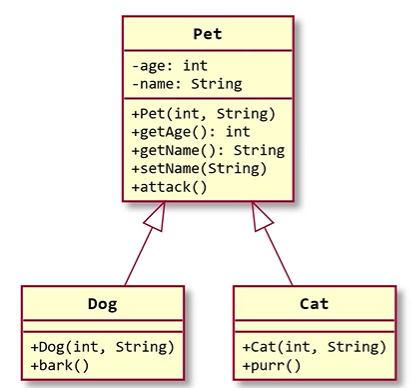 Pet
-age: int
-name: String
+Pet(int, String)
+getAge(): int
+getName(): String
+setName(String)
+attack()
Dog
+Dog(int, String)
+bark()
Cat
+Cat(int, String)
+purr()